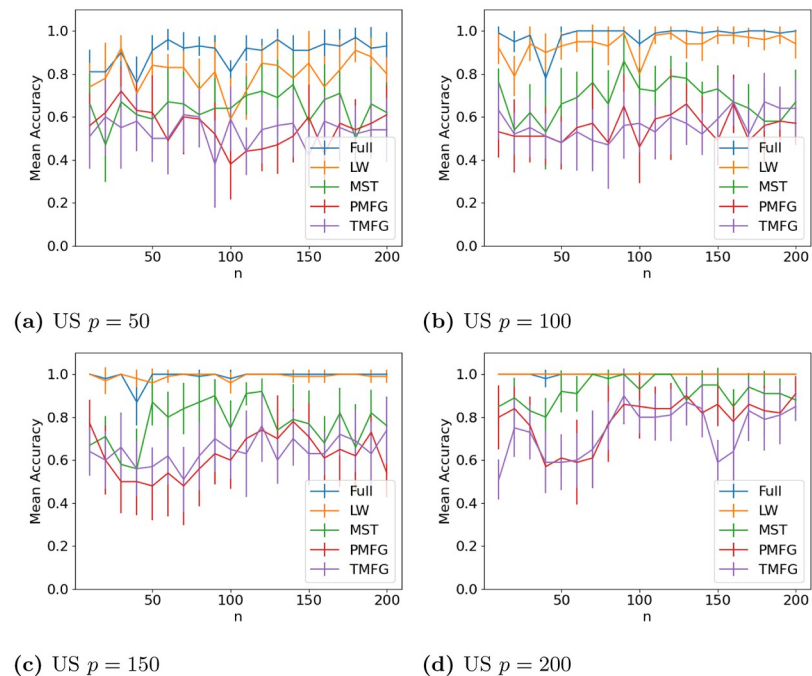 1.0
0.8
0.6
0.4
0.2
0.0
Mean Accuracy
50 100 150 200
n
Full
LW
MST
PMFG
TMFG
(a) US p = 50
1.0
0.8
0.6
0.4
0.2
0.0
Mean Accuracy
50 100 150 200
n
Full
LW
MST
PMFG
TMFG
(b) US p = 100
1.0
0.8
0.6
0.4
0.2
0.0
Mean Accuracy
50 100 150 200
n
Full
LW
MST
PMFG
TMFG
(c) US p = 150
1.0
0.8
0.6
0.4
0.2
0.0
Mean Accuracy
50 100 150 200
n
Full
LW
MST
PMFG
TMFG
(d) US p = 200